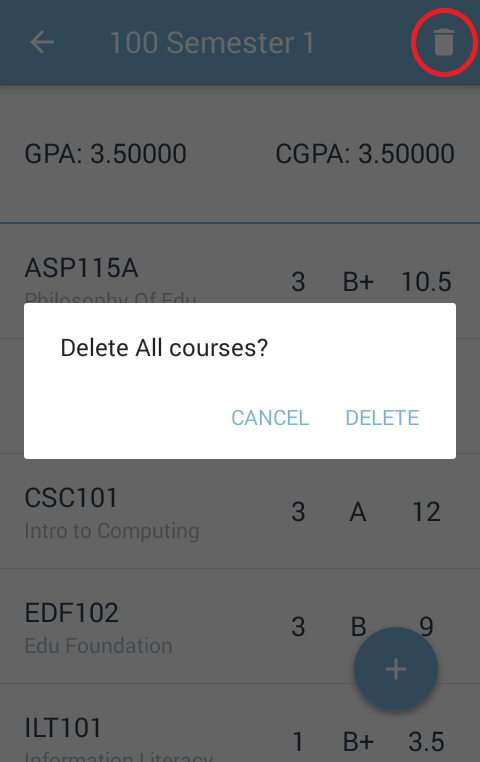 100 Semester 1
GPA: 3.50000 CGPA: 3.50000
ASP115A 3 B+ 10.5
Philosophy Of Edu
Delete All courses?
CANCEL DELETE
CSC101 3 A 12
Intro to Computing
EDF102 3 B 9
Edu Foundation
ILT101 1 B+ 3.5
Information Literacy